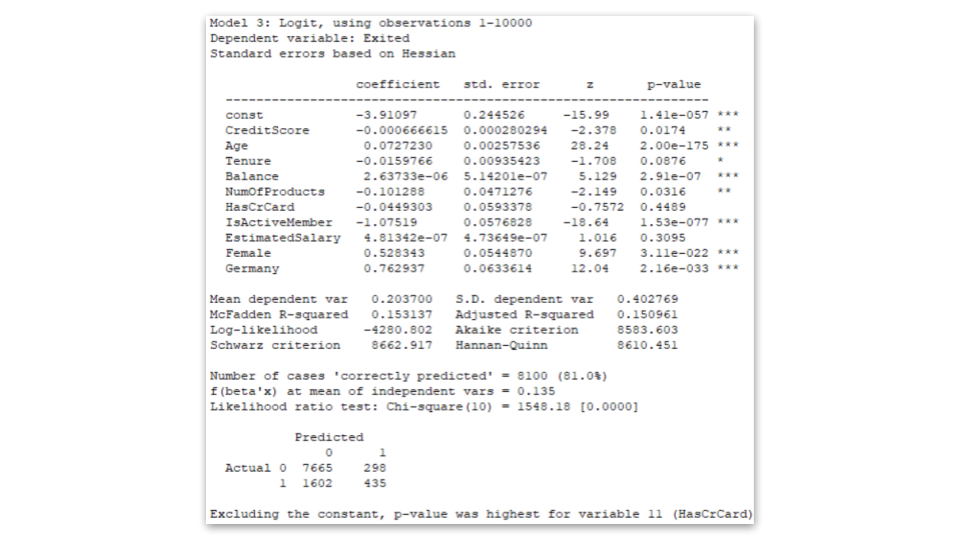 Model 3: Logit, using observations 1-10000
Dependent variable: Exited
Standard errors based on Hessian
coefficient std. error z p-value
---------------------------------------------------------------
const -3.91097 0.244526 -15.99 1.41e-057 ***
CreditScore -0.000666615 0.000280294 -2.378 0.0174 **
Age 0.0727230 0.00257536 28.24 2.00e-175 ***
Tenure -0.0159766 0.00935423 -1.708 0.0876 *
Balance 2.63733e-06 5.14201e-07 5.129 2.91e-07 ***
NumOfProducts -0.101288 0.0471276 -2.149 0.0316 **
HasCrCard -0.0449303 0.0593378 -0.7572 0.4489
IsActiveMember -1.07519 0.0576828 -18.64 1.53e-077 ***
EstimatedSalary 4.81342e-07 4.73649e-07 1.016 0.3095
Female 0.528343 0.0544870 9.697 3.11e-022 ***
Germany 0.762937 0.0633614 12.04 2.16e-033 ***
Mean dependent var 0.203700 S.D. dependent var 0.402769
McFadden R-squared 0.153137 Adjusted R-squared 0.150961
Log-likelihood -4280.802 Akaike criterion 8583.603
Schwarz criterion 8662.917 Hannan-Quinn 8610.451
Number of cases 'correctly predicted' = 8100 (81.0%)
f(beta'x) at mean of independent vars = 0.135
Likelihood ratio test: Chi-square(10) = 1548.18 [0.0000]
Predicted
0 1
Actual 0 7665 298
1 1602 435
Excluding the constant, p-value was highest for variable 11 (HasCrCard)